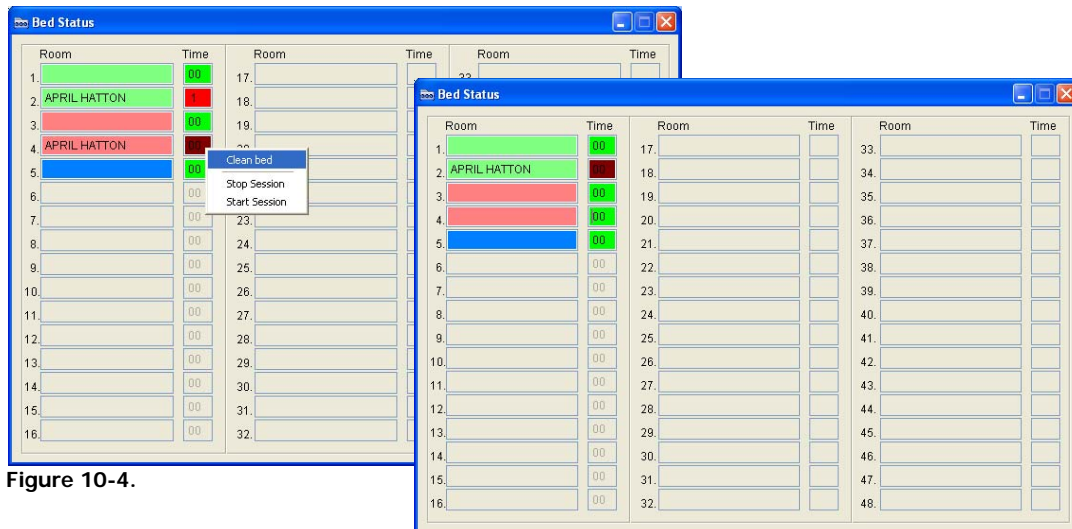 Bed Status
Room Time Room Time Room Time
1. 00 17.
2. APRIL HATTON 1 18.
3. 00 19.
4. APRIL HATTON
5. 00
6. 00
7. 00 23.
8. 00 24.
9. 00 25.
10. 00 26.
11. 00 27.
12. 00 28.
13. 00 29.
14. 00 30.
15. 00 31.
16. 00 32.
Clean bed
Stop Session
Start Session
Figure 10-4.
Bed Status
Room Time Room Time Room Time
1. 00 17. 33.
2. APRIL HATTON 18. 34.
3. 00 19. 35.
4. 00 20. 36.
5. 00 21. 37.
6. 00 22. 38.
7. 00 23. 39.
8. 00 24. 40.
9. 00 25. 41.
10. 00 26. 42.
11. 00 27. 43.
12. 00 28. 44.
13. 00 29. 45.
14. 00 30. 46.
15. 00 31. 47.
16. 00 32. 48.